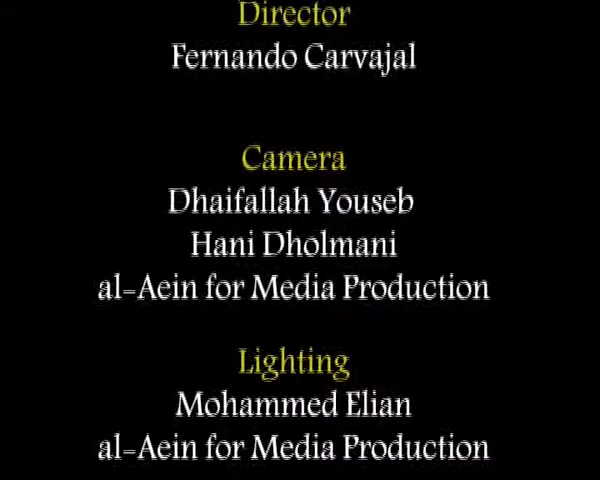 Director
Fernando Carvajal
Camera
Dhaifallah Youseb
Hani Dholmani
al-Aein for Media Production
Lighting
Mohammed Elian
al-Aein for Media Production